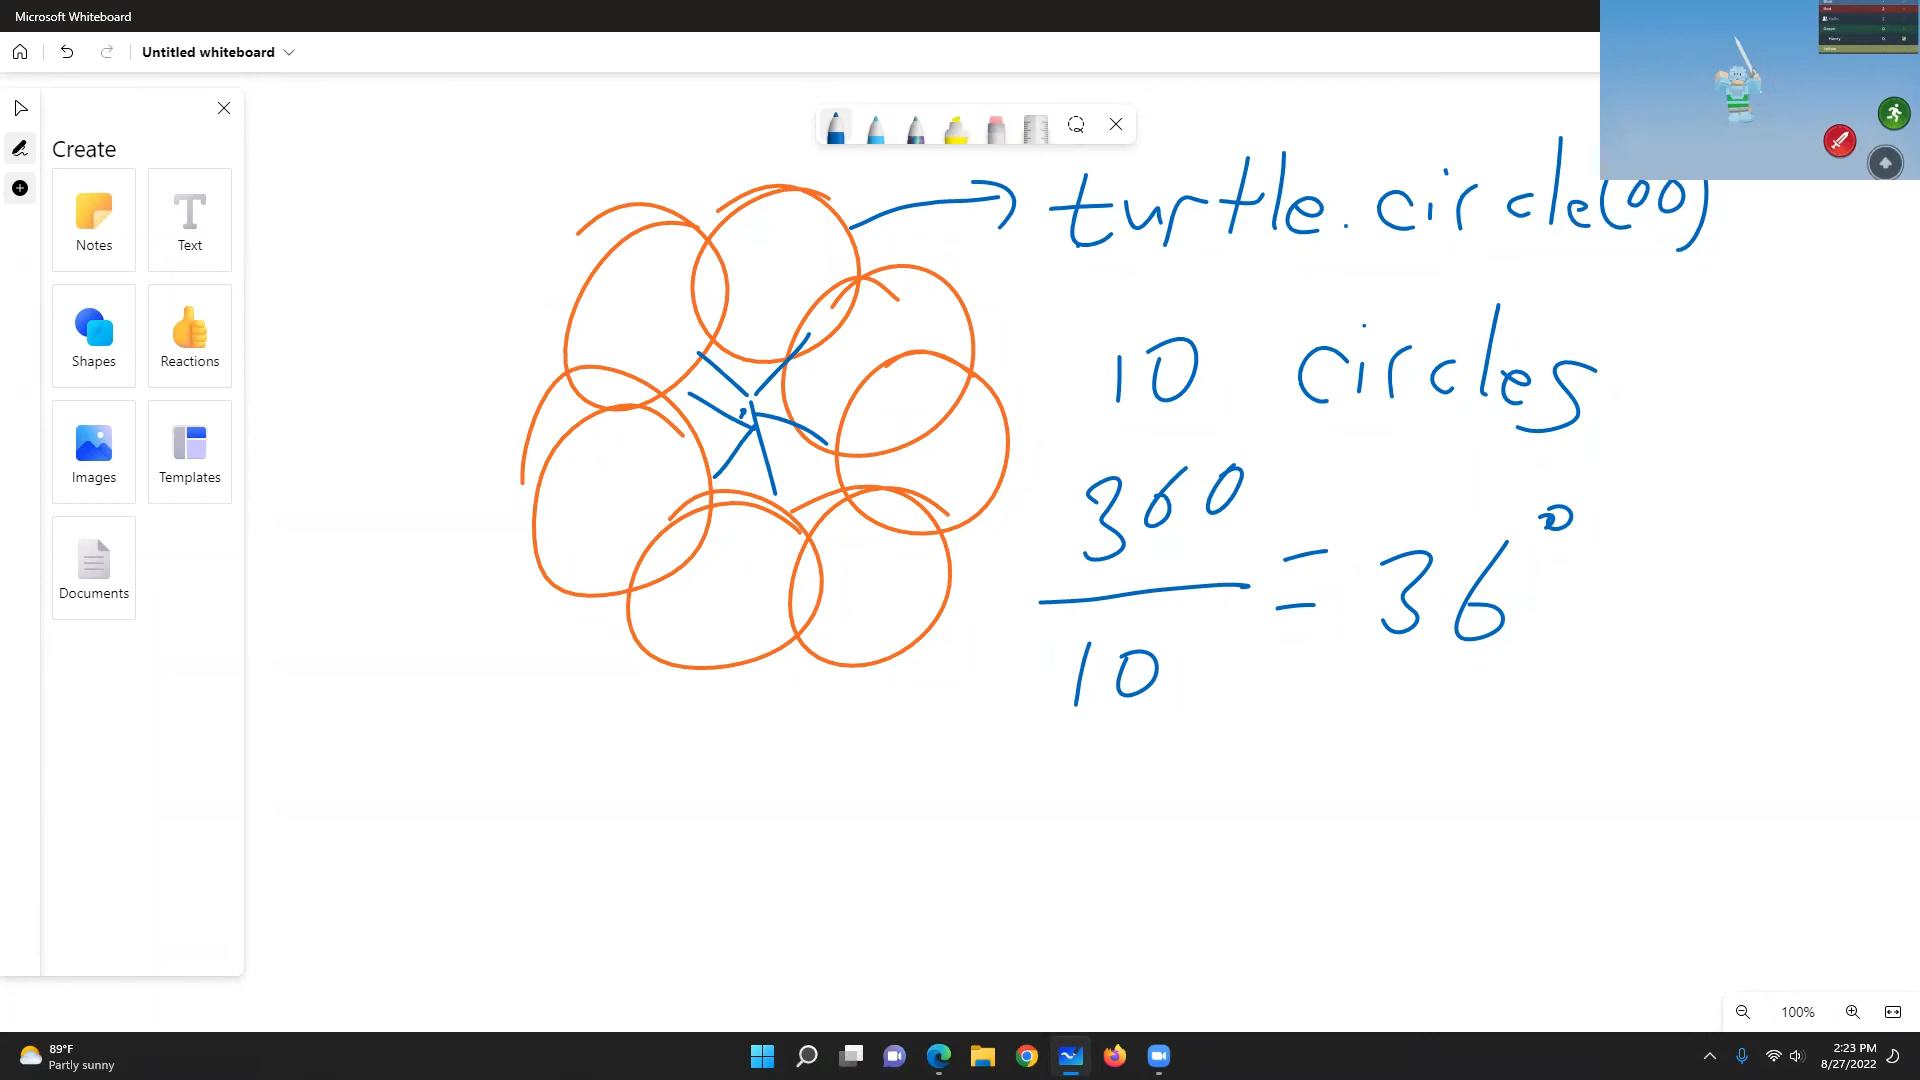 Microsoft Whiteboard
Untitled whiteboard
Create
Notes
Text
Shapes
Reactions
Images
Templates
Documents
turtle.circle(00)
10 circles
360
10
= 36°
100%
89°F
Partly sunny
2:23 PM
8/27/2022